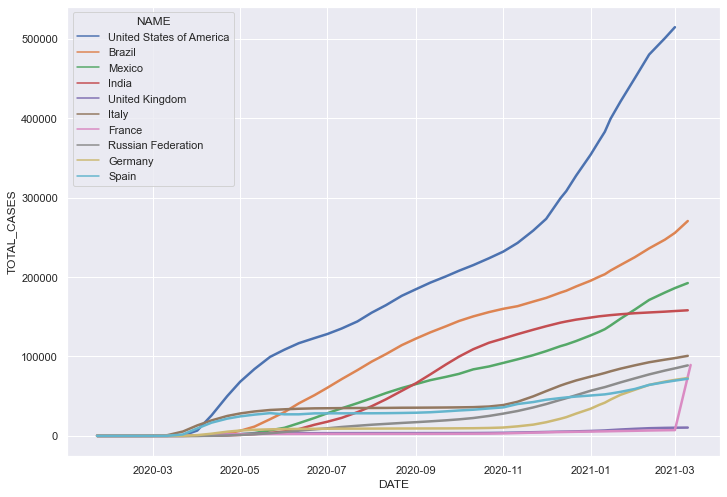 NAME
United States of America
Brazil
Mexico
India
United Kingdom
Italy
France
Russian Federation
Germany
Spain
TOTAL_CASES
500000
400000
300000
200000
100000
0
2020-03
2020-05
2020-07
2020-09
2020-11
2021-01
2021-03
DATE